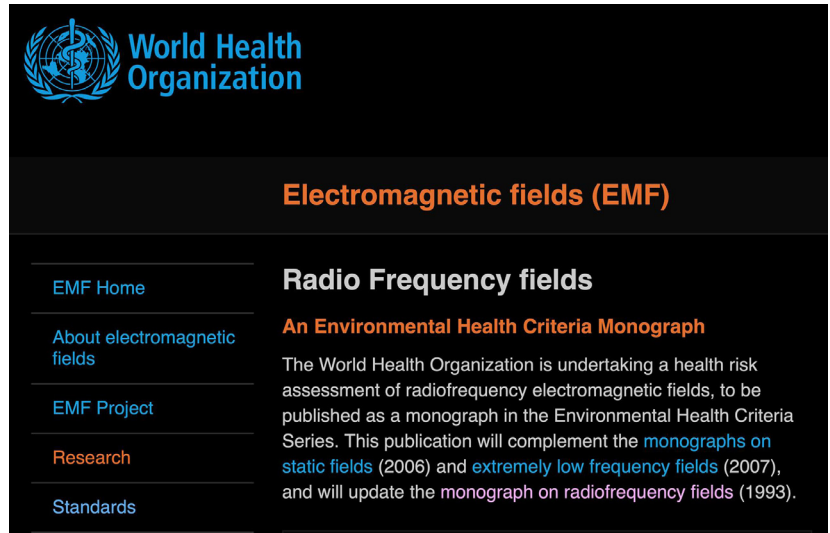 World Health
Organization
Electromagnetic fields (EMF)
EMF Home
About electromagnetic
fields
EMF Project
Research
Standards
Radio Frequency fields
An Environmental Health Criteria Monograph
The World Health Organization is undertaking a health risk
assessment of radiofrequency electromagnetic fields, to be
published as a monograph in the Environmental Health Criteria
Series. This publication will complement the monographs on
static fields (2006) and extremely low frequency fields (2007),
and will update the monograph on radiofrequency fields (1993).